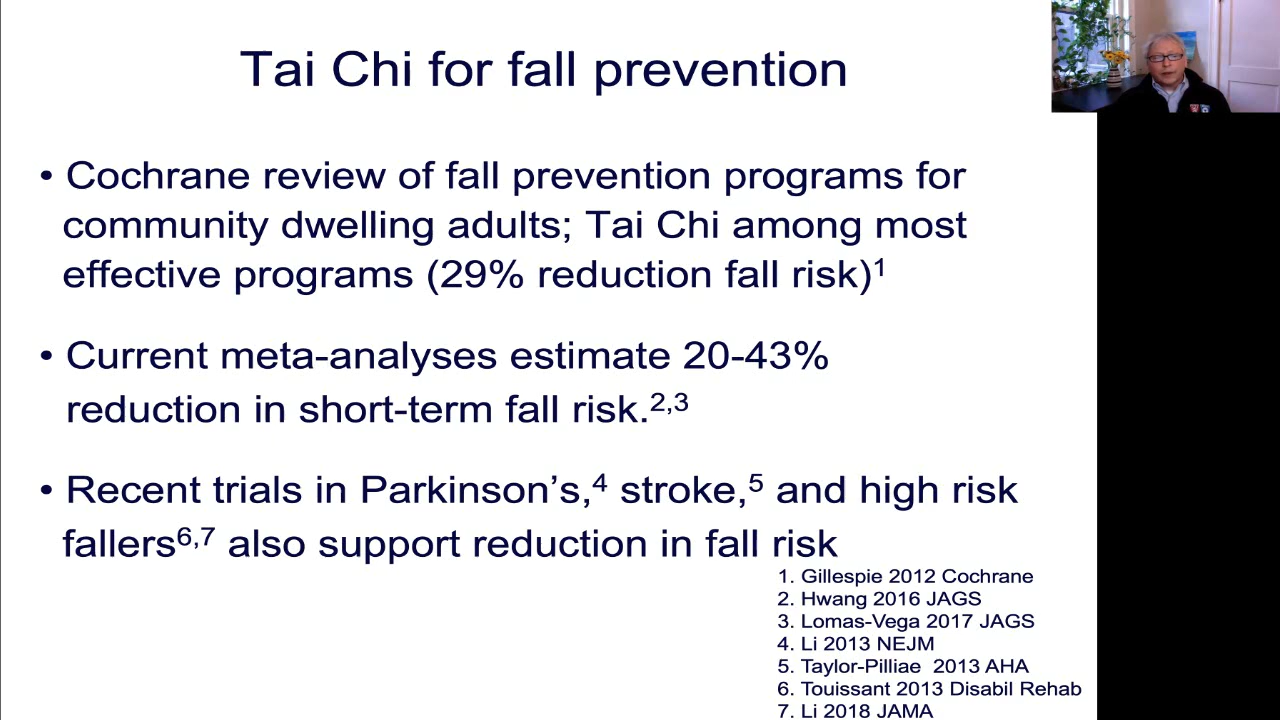 Tai Chi for fall prevention
• Cochrane review of fall prevention programs for
community dwelling adults; Tai Chi among most
effective programs (29% reduction fall risk)1
• Current meta-analyses estimate 20-43%
reduction in short-term fall risk.2,3
• Recent trials in Parkinson’s,4 stroke,5 and high risk
fallers6,7 also support reduction in fall risk
1. Gillespie 2012 Cochrane
2. Hwang 2016 JAGS
3. Lomas-Vega 2017 JAGS
4. Li 2013 NEJM
5. Taylor-Pilliae 2013 AHA
6. Touissant 2013 Disabil Rehab
7. Li 2018 JAMA